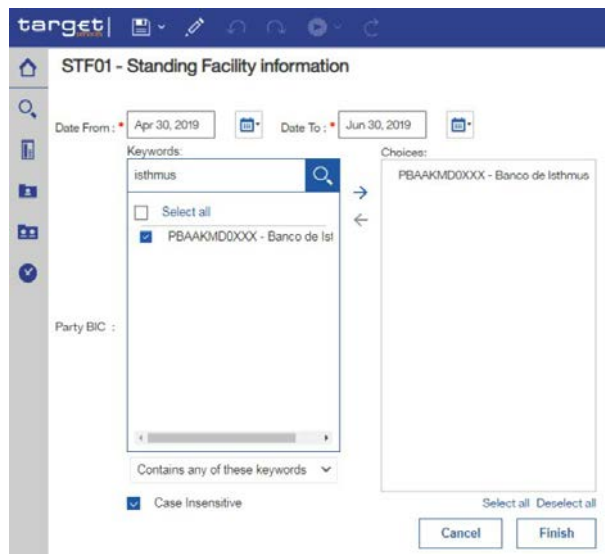 target|
services
STF01 - Standing Facility information
Date From : * Apr 30, 2019 Date To : * Jun 30, 2019
Keywords: Choices:
isthmus
PBAAKMD0XXX - Banco de Isthmus
Select all
PBAAKMD0XXX - Banco de Ist
Party BIC :
Contains any of these keywords
Case Insensitive
Select all Deselect all
Cancel Finish